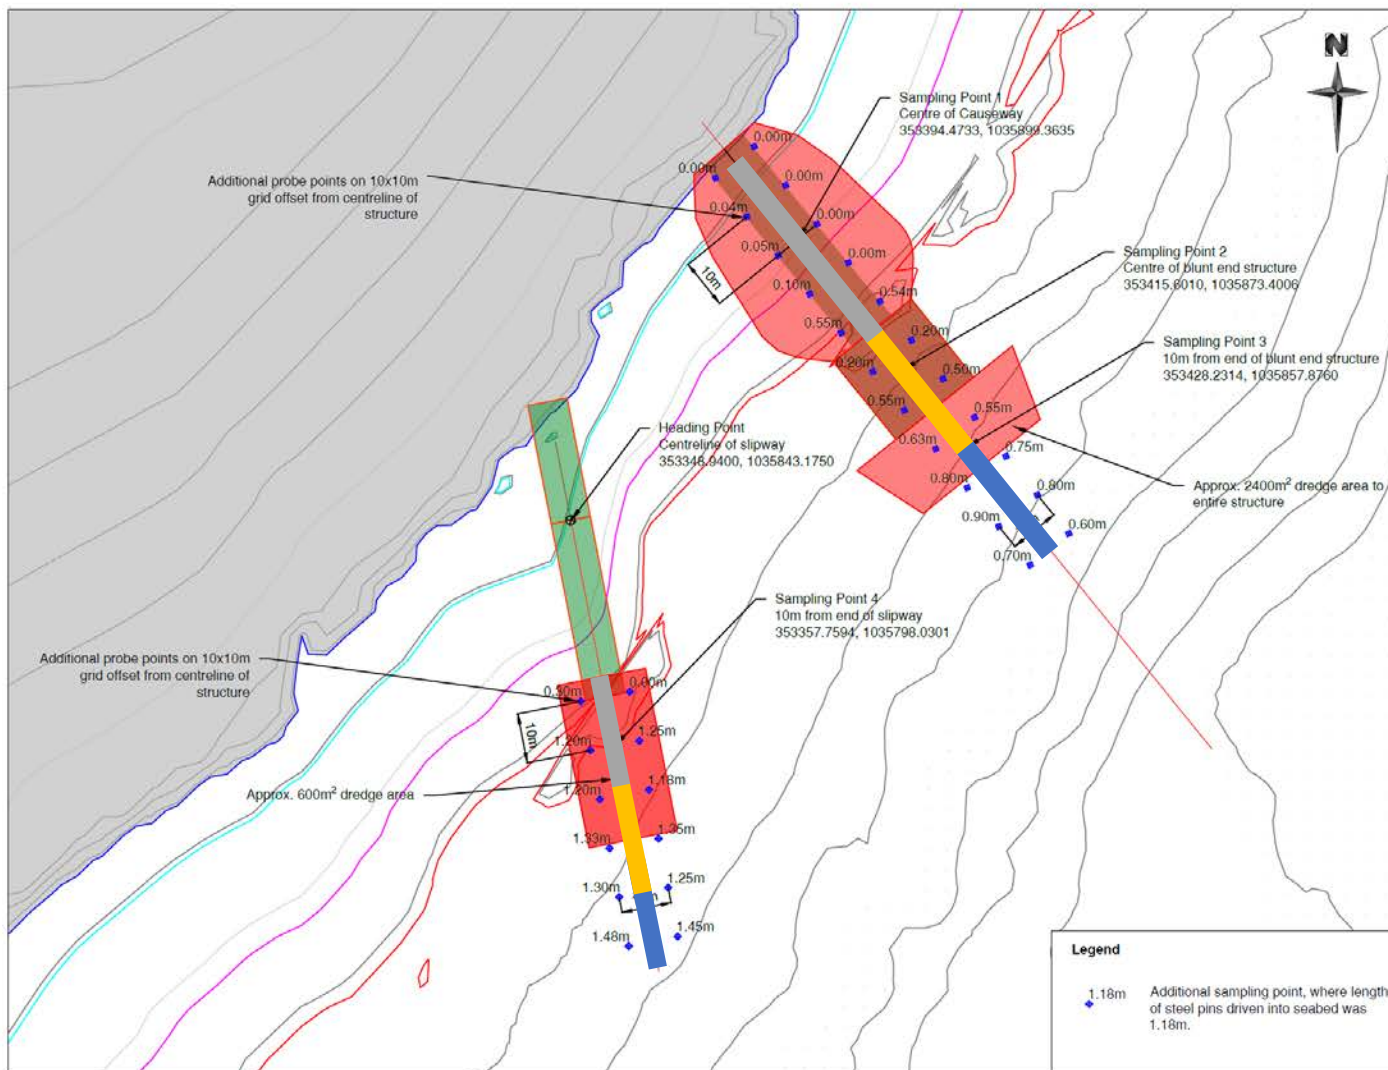 N
Sampling Point 1
Centre of Causeway
353394.4733, 1035899.3635
0.00m
0.00m
Additional probe points on 10x10m
grid offset from centreline of
structure
0.00m
0.04m
0.00m
0.05m
0.00m
10m
0.10m
0.54m
Sampling Point 2
Centre of blunt end structure
353415.6010, 1035873.4006
0.55m
0.20m
0.20m
0.50m
Sampling Point 3
10m from end of blunt end structure
353428.2314, 1035857.8760
0.55m
0.55m
0.63m
0.75m
0.80m
0.80m
Approx. 2400m² dredge area to
entire structure
0.90m
0.60m
0.70m
Heading Point
Centreline of slipway
353348.9400, 1035843.1750
Sampling Point 4
10m from end of slipway
353357.7594, 1035798.0301
Additional probe points on 10x10m
grid offset from centreline of
structure
0.30m
0.00m
10m
1.20m
1.25m
Approx. 600m² dredge area
1.20m
1.18m
1.33m
1.35m
1.30m
1.25m
1.48m
1.45m
Legend
1.18m
Additional sampling point, where length
of steel pins driven into seabed was
1.18m.